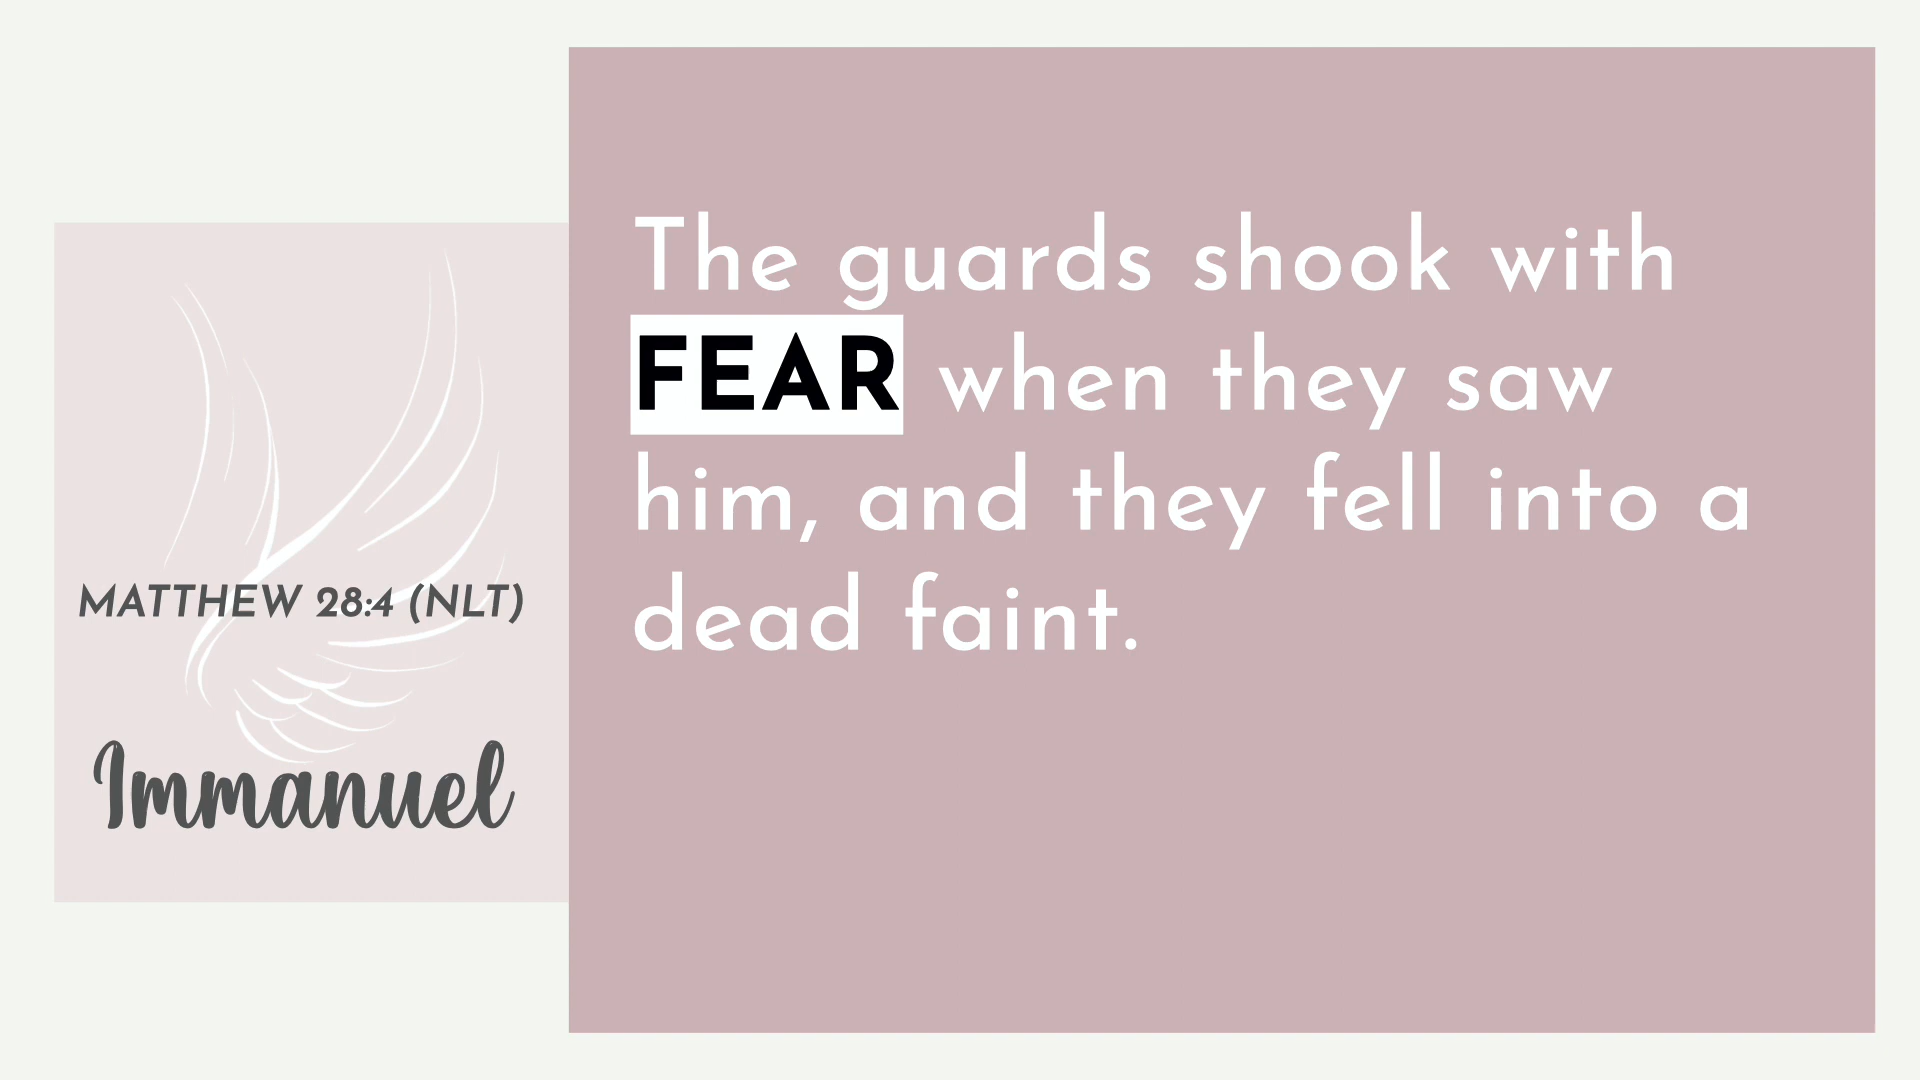 MATTHEW 28:4 (NLT)
Immanuel
The guards shook with
FEAR when they saw
him, and they fell into a
dead faint.